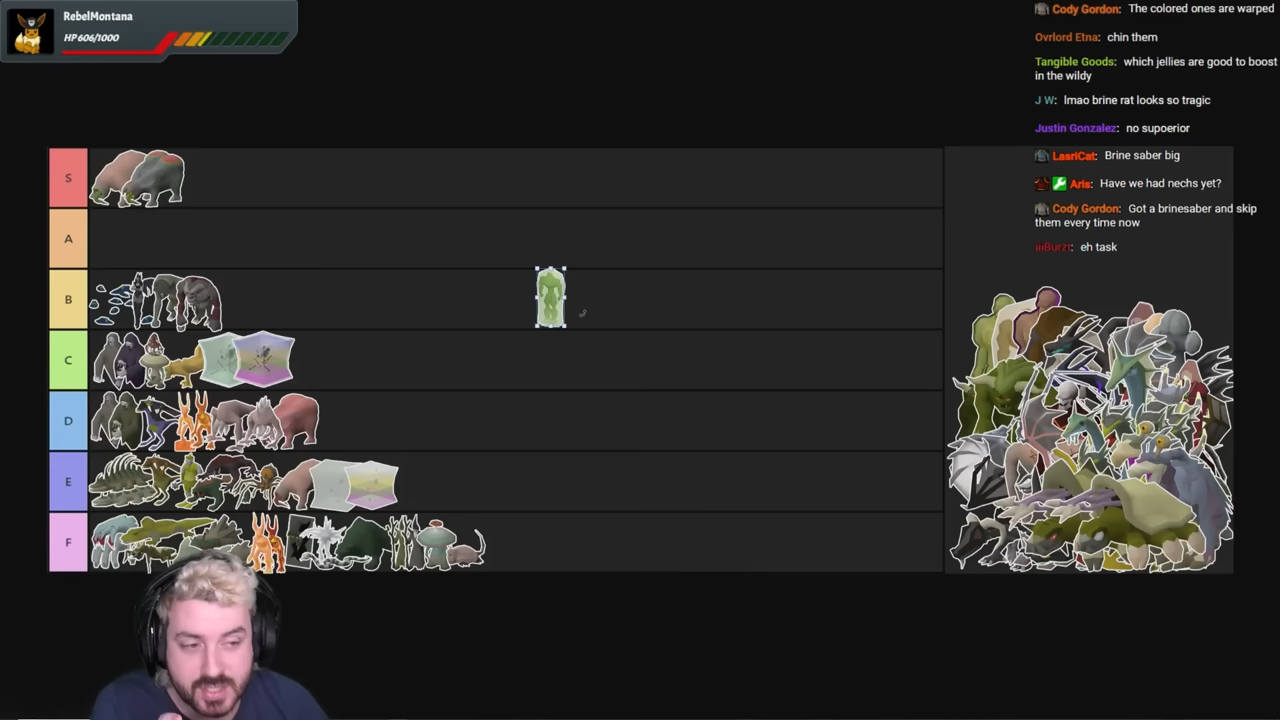 RebelMontana
HP 606/1000
Cody Gordon: The colored ones are warped
Ovrlord Etna: chin them
Tangible Goods: which jellies are good to boost
in the wildy
J W: lmao brine rat looks so tragic
Justin Gonzalez: no supoerior
LasriCat: Brine saber big
Aris: Have we had nechs yet?
Cody Gordon: Got a brinesaber and skip
them every time now
iiiBurzt: eh task
S
A
B
C
D
E
F